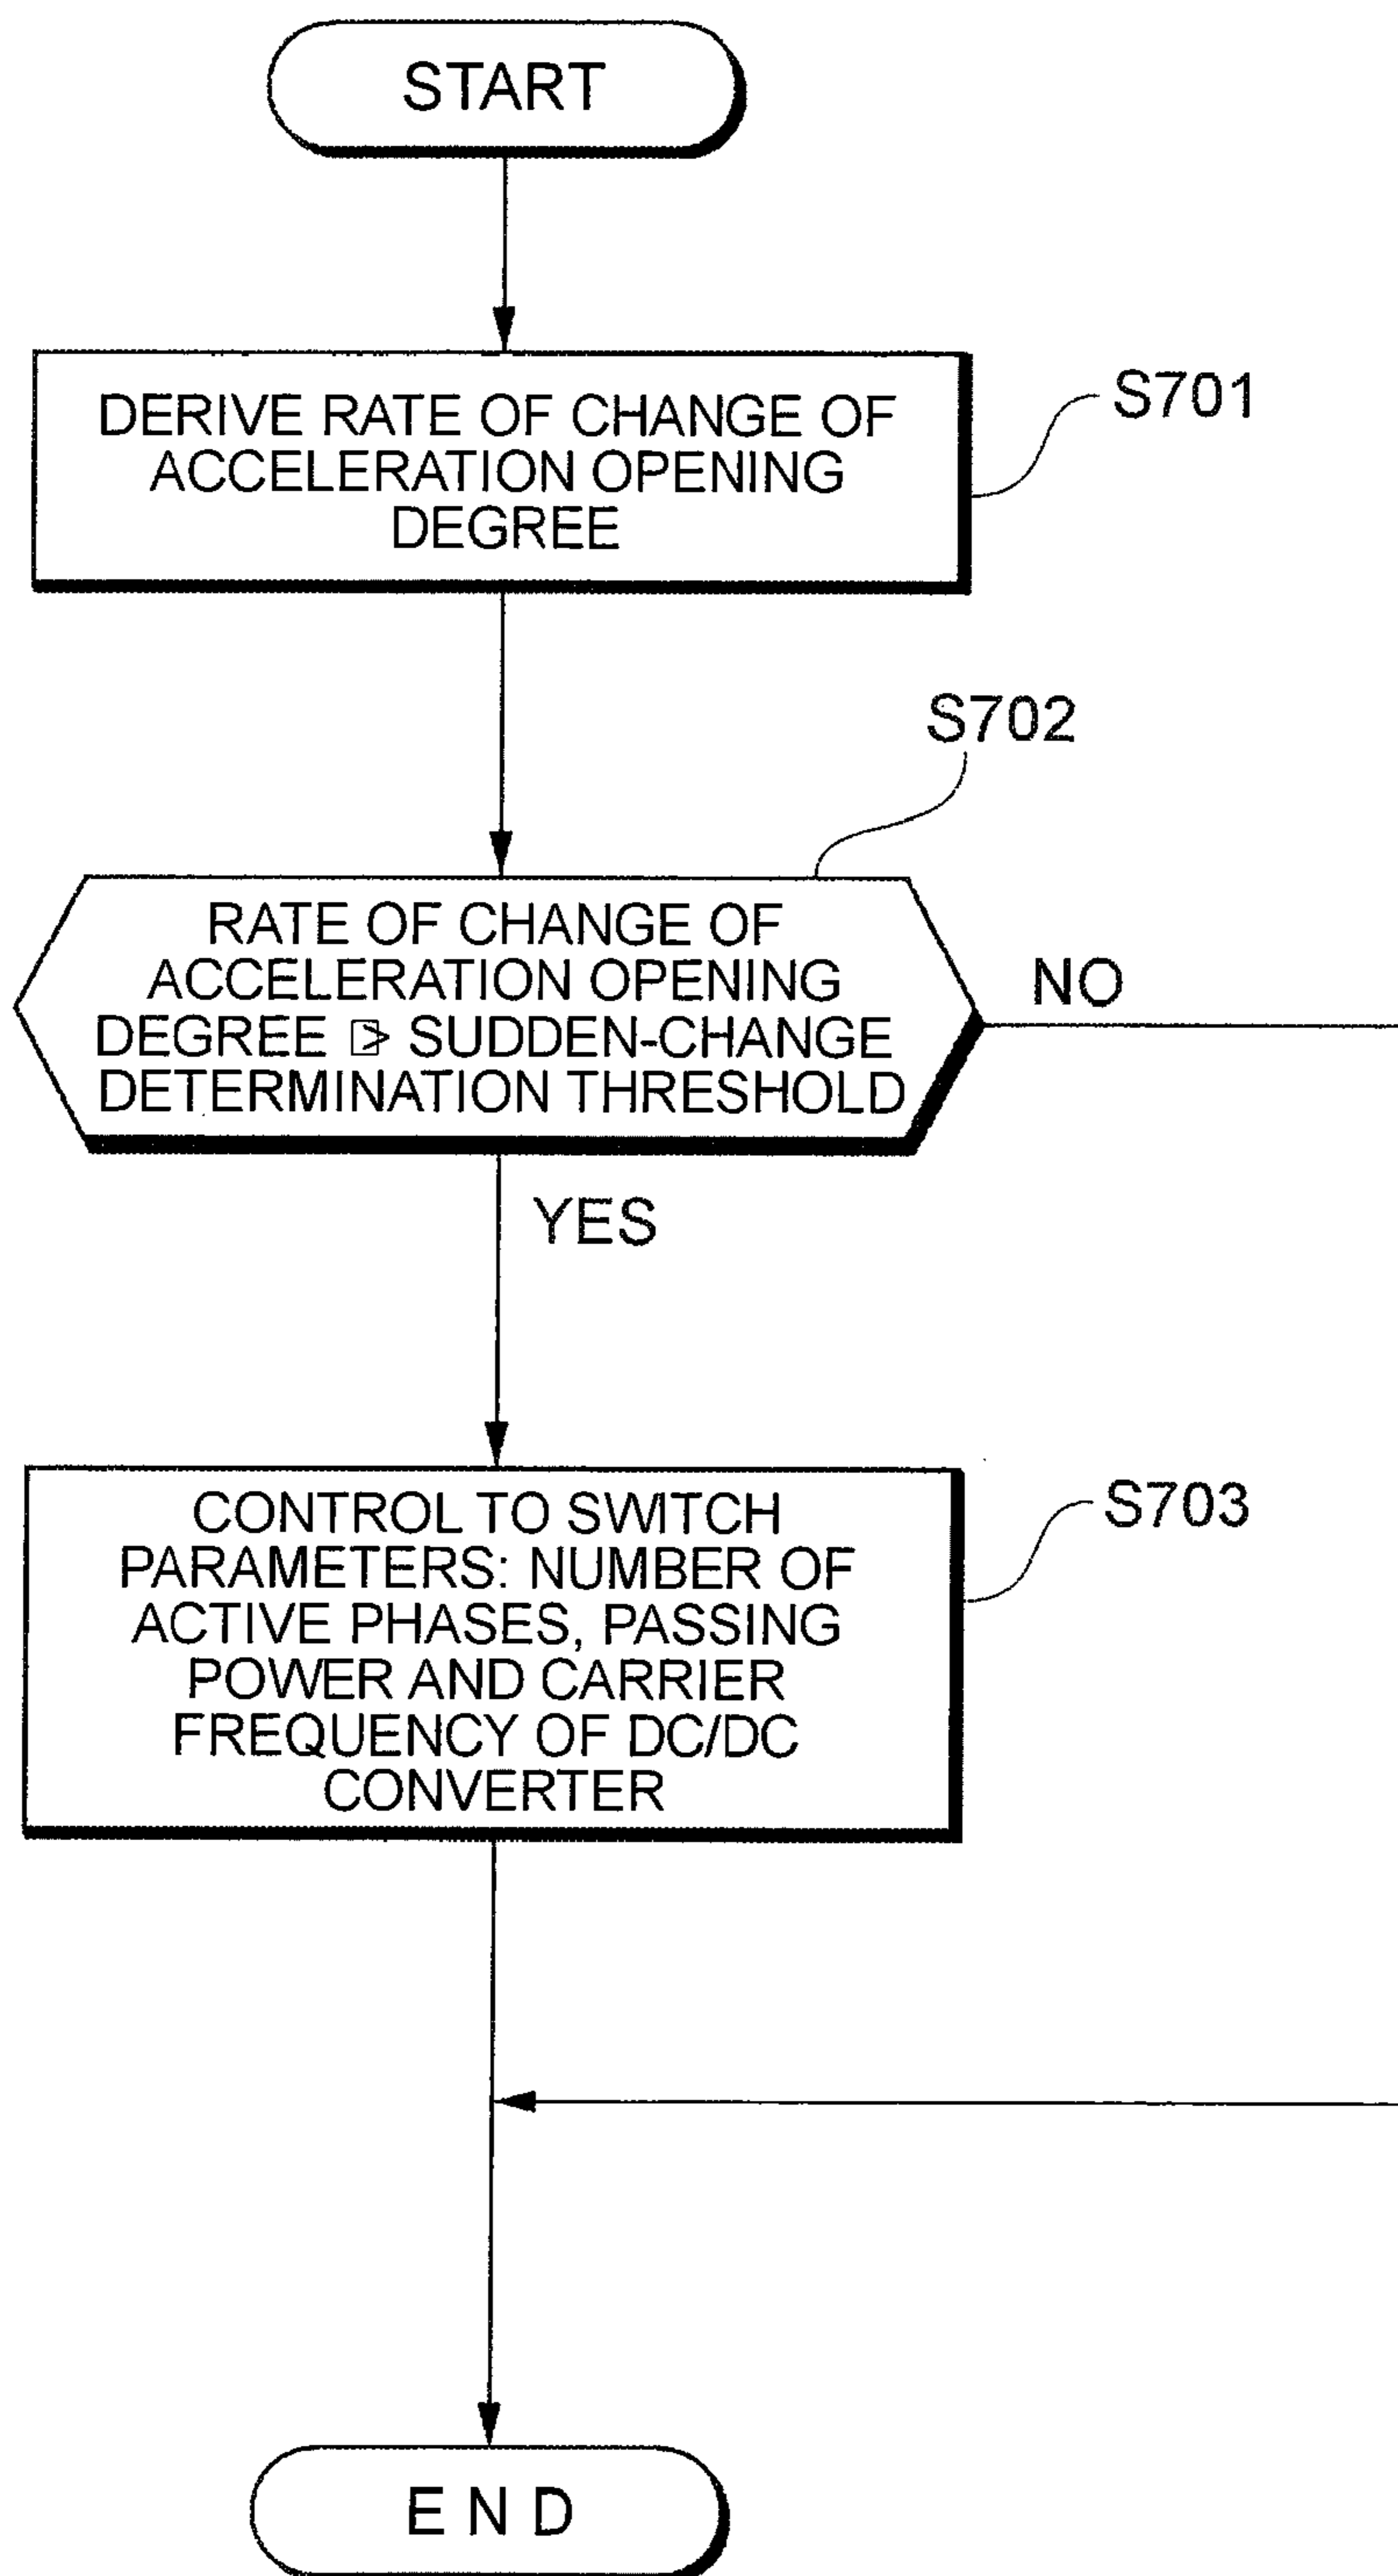 START
DERIVE RATE OF CHANGE OF
ACCELERATION OPENING
DEGREE
S701
S702
RATE OF CHANGE OF
ACCELERATION OPENING
DEGREE > SUDDEN-CHANGE
DETERMINATION THRESHOLD
NO
YES
CONTROL TO SWITCH
PARAMETERS: NUMBER OF
ACTIVE PHASES, PASSING
POWER AND CARRIER
FREQUENCY OF DC/DC
CONVERTER
S703
E N D